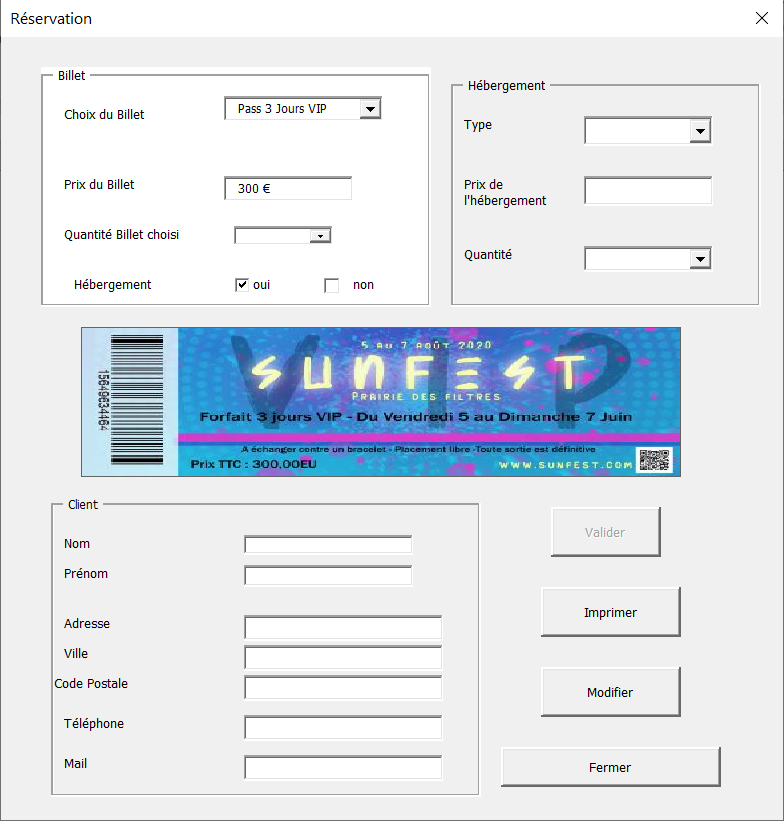 Réservation
Billet
Choix du Billet
Pass 3 Jours VIP
Prix du Billet
300 €
Quantité Billet choisi
Hébergement
oui
non
Hébergement
Type
Prix de
l'hébergement
Quantité
15649634464
VIP
5 AU 7 AOÛT 2020
SUNFEST
PRAIRIE DES FILTRES
Forfait 3 jours VIP - Du Vendredi 5 au Dimanche 7 Juin
A échanger contre un bracelet - Placement libre -Toute sortie est définitive
Prix TTC : 300,00EU
WWW.SUNFEST.COM
Client
Nom
Prénom
Adresse
Ville
Code Postale
Téléphone
Mail
Valider
Imprimer
Modifier
Fermer